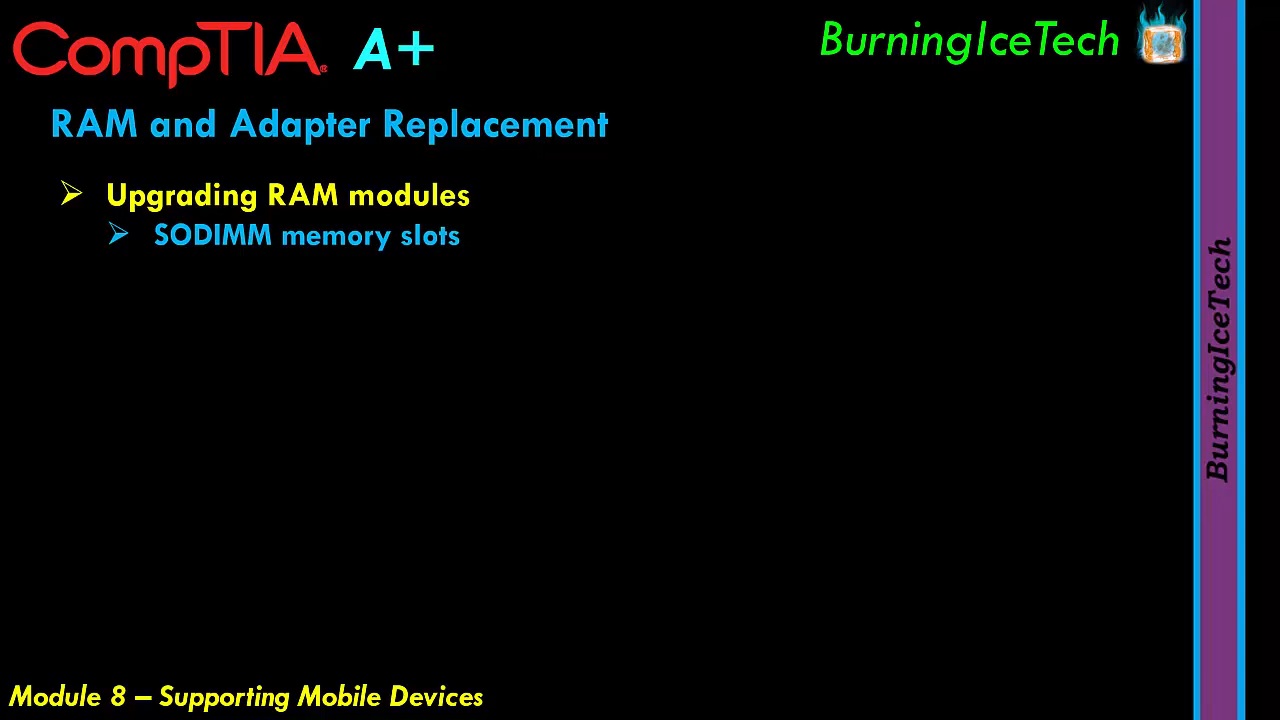 CompTIA® A+
BurningIceTech
RAM and Adapter Replacement
Upgrading RAM modules
SODIMM memory slots
BurningIceTech
Module 8 – Supporting Mobile Devices